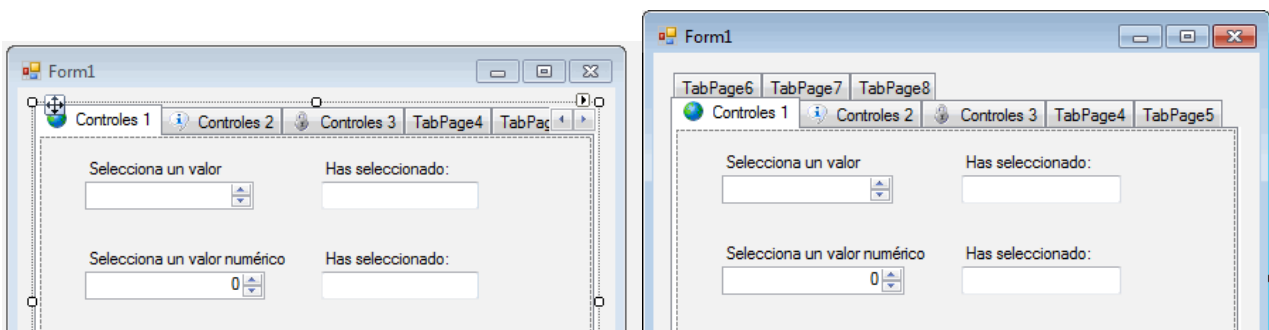 Form1
Controles 1 Controles 2 Controles 3 TabPage4 TabPag
Selecciona un valor Has seleccionado:
Selecciona un valor numérico Has seleccionado:
0
Form1
TabPage6 TabPage7 TabPage8
Controles 1 Controles 2 Controles 3 TabPage4 TabPage5
Selecciona un valor Has seleccionado:
Selecciona un valor numérico Has seleccionado:
0